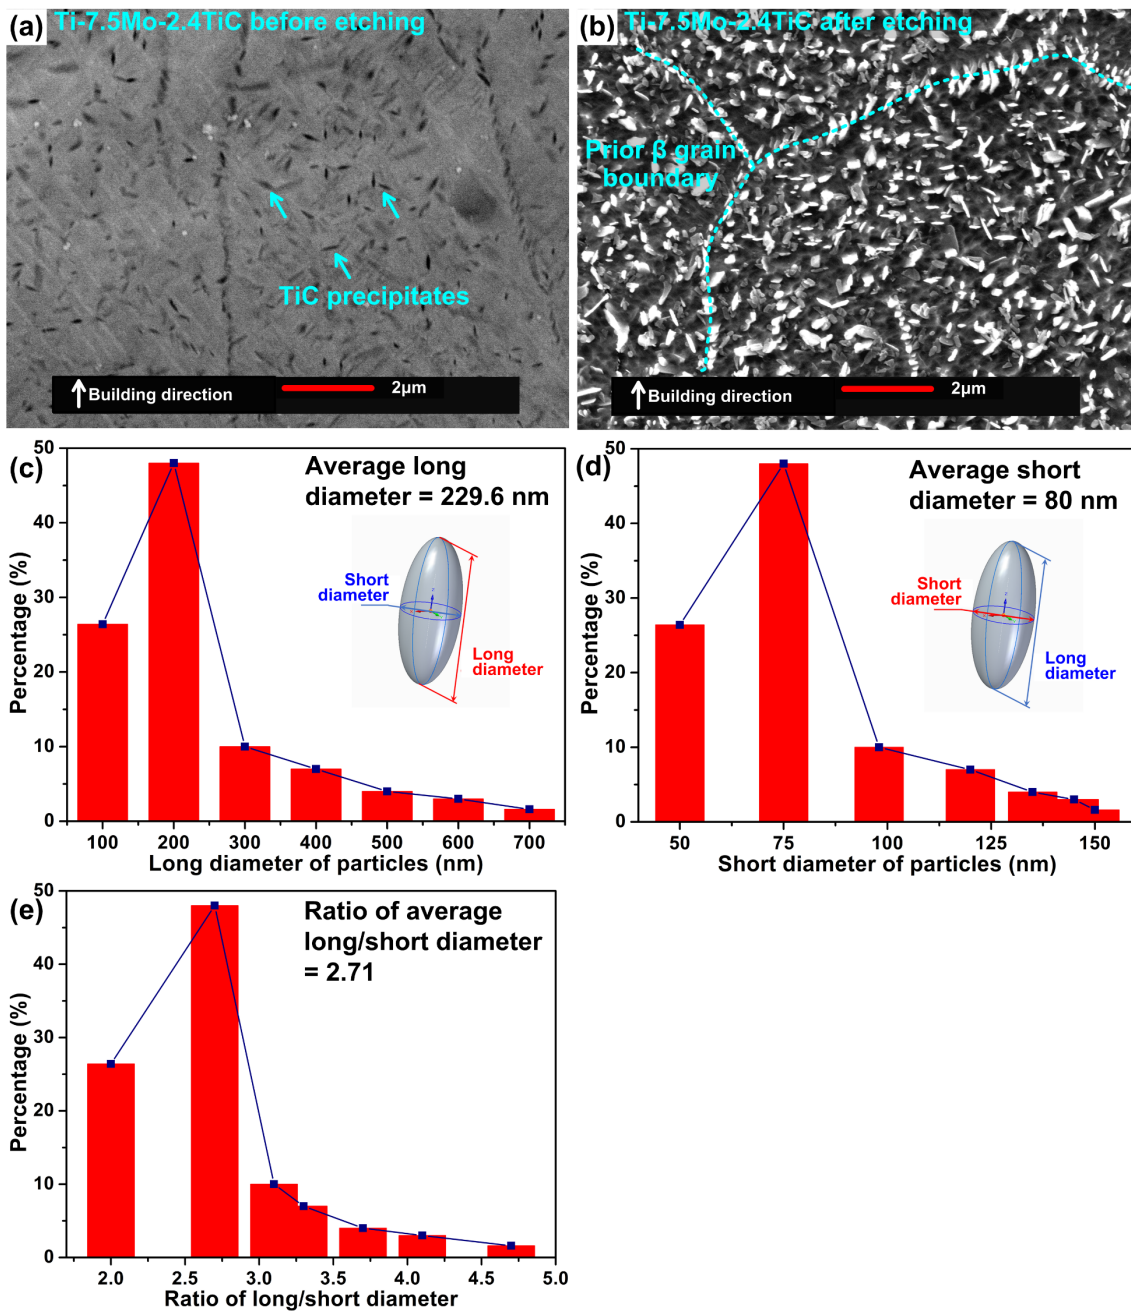 (a) Ti-7.5Mo-2.4TiC before etching
TiC precipitates
Building direction 2μm
(b) Ti-7.5Mo-2.4TiC after etching
Prior β grain
boundary
Building direction 2μm
(c)
Average long
diameter = 229.6 nm
Short
diameter
Long
diameter
Percentage (%)
50
40
30
20
10
0
100 200 300 400 500 600 700
Long diameter of particles (nm)
(d)
Average short
diameter = 80 nm
Short
diameter
Long
diameter
Percentage (%)
50
40
30
20
10
0
50 75 100 125 150
Short diameter of particles (nm)
(e)
Ratio of average
long/short diameter
= 2.71
Percentage (%)
50
40
30
20
10
0
2.0 2.5 3.0 3.5 4.0 4.5 5.0
Ratio of long/short diameter